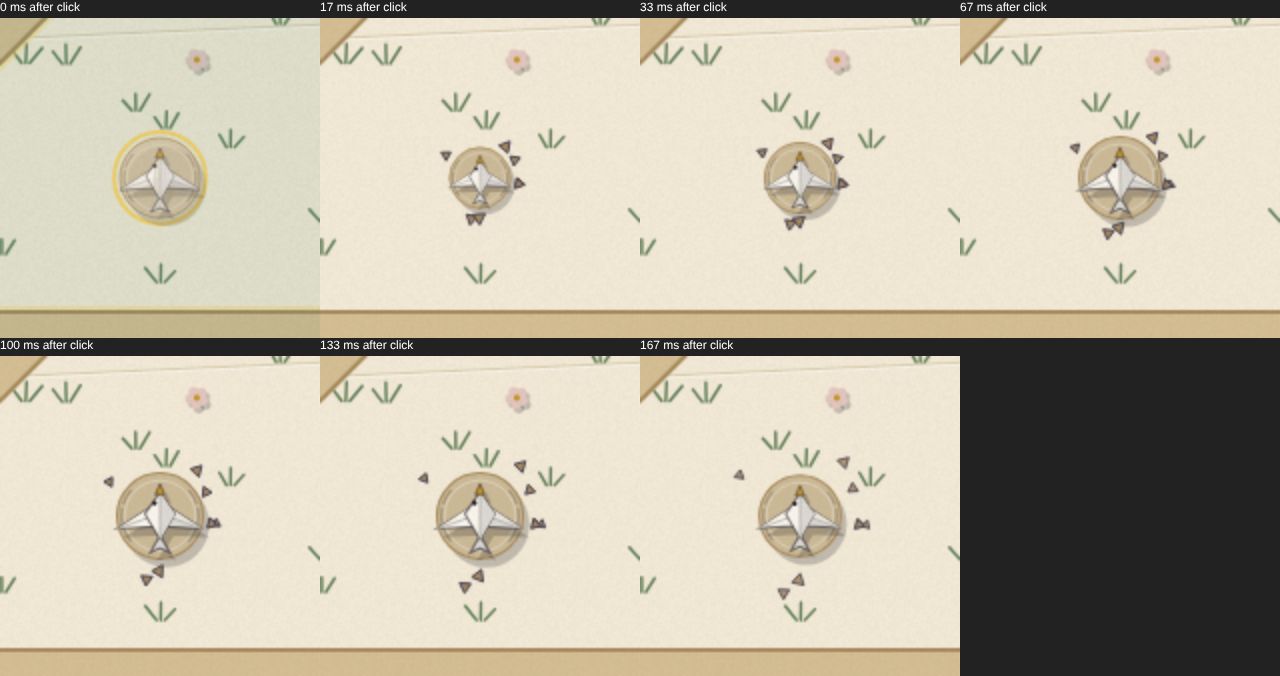 0 ms after click
17 ms after click
33 ms after click
67 ms after click
100 ms after click
133 ms after click
167 ms after click